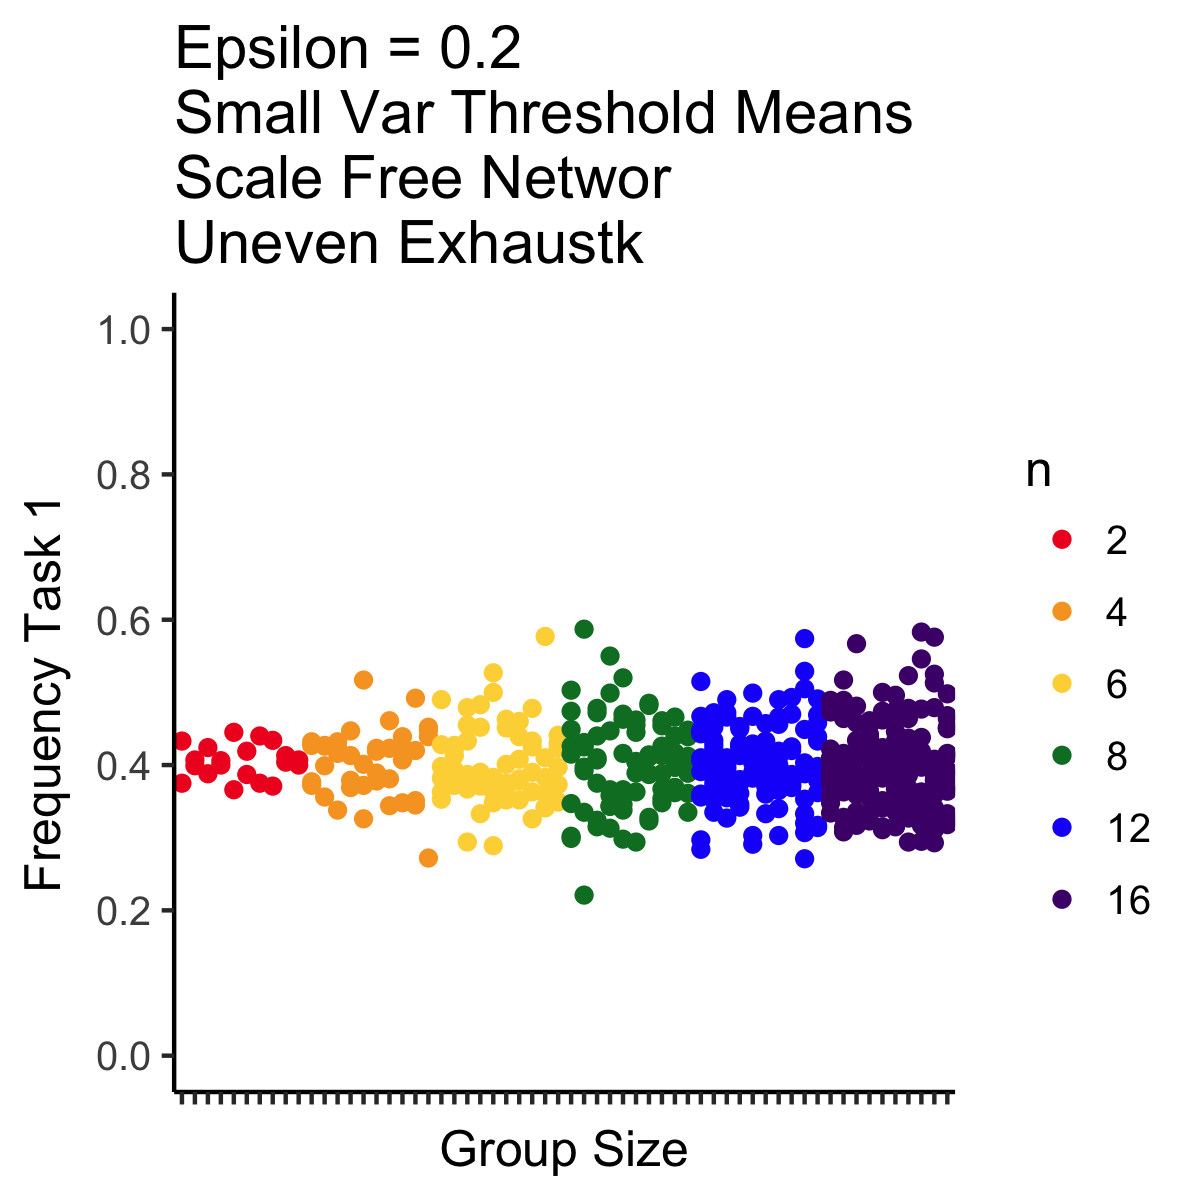 Epsilon = 0.2
Small Var Threshold Means
Scale Free Networ
Uneven Exhaustk
1.0
0.8
0.6
0.4
0.2
0.0
Frequency Task 1
Group Size
n
2
4
6
8
12
16